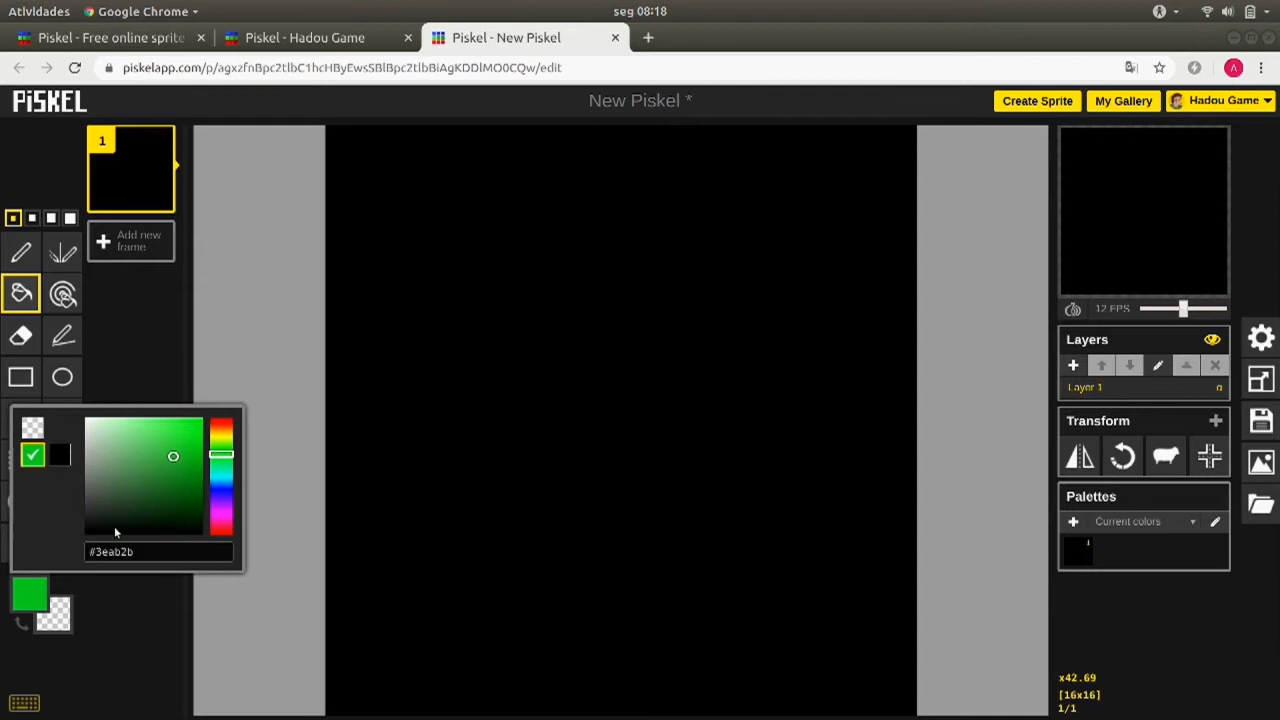 Atividades
Google Chrome
seg 08:18
Piskel - Free online sprite
Piskel - Hadou Game
Piskel - New Piskel
piskelapp.com/p/agxzfnBpc2tlbC1hcHByEwsSBlBpc2tlbBiAgKDDlMO0CQw/edit
A
PiSKEL
New Piskel *
Create Sprite
My Gallery
Hadou Game
1
Add new
frame
12 FPS
Layers
Layer 1
α
Transform
Palettes
Current colors
1
#3eab2b
x42.69
[16x16]
1/1